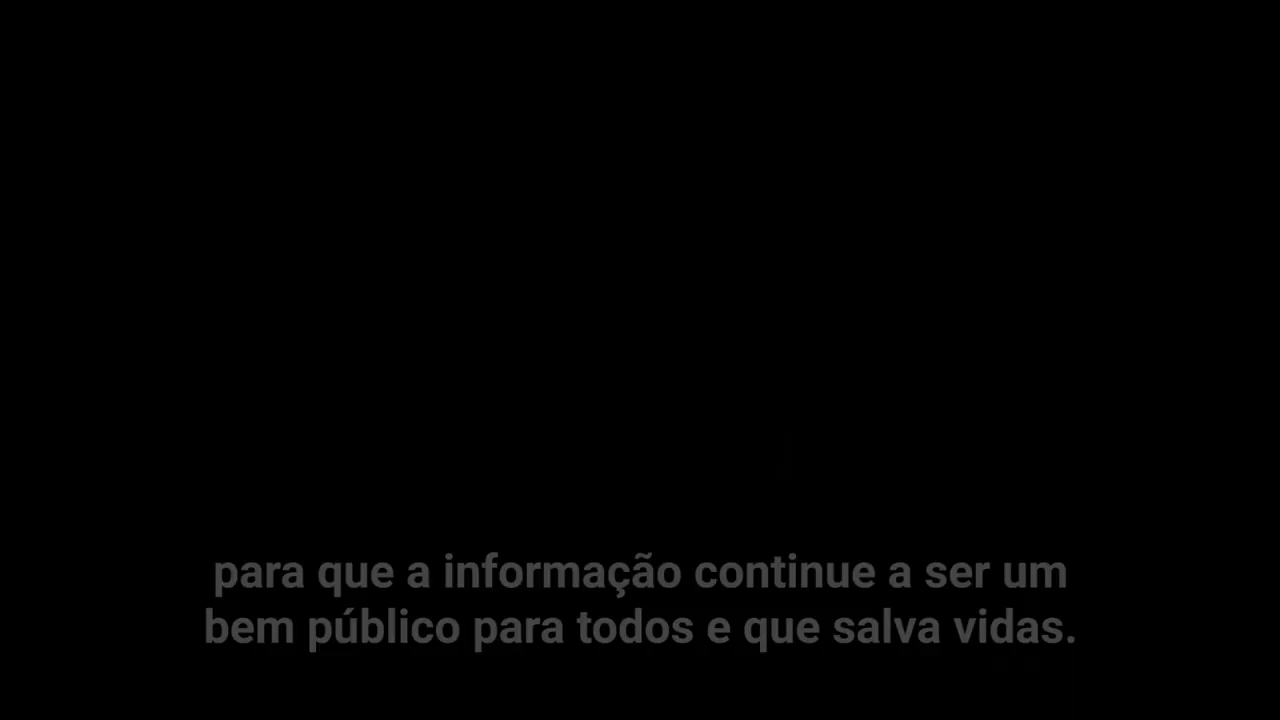 para que a informação continue a ser um
bem público para todos e que salva vidas.